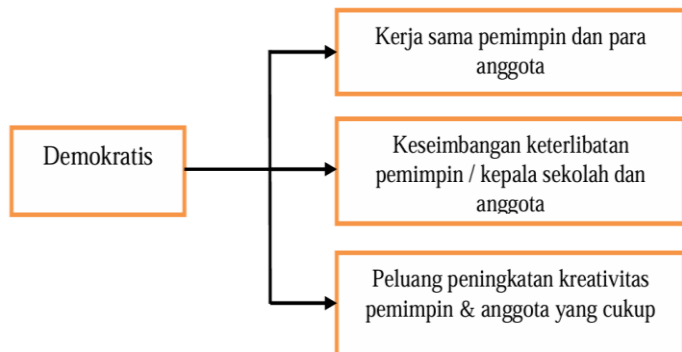 Kerja sama pemimpin dan para
anggota
Demokratis
Keseimbangan keterlibatan
pemimpin / kepala sekolah dan
anggota
Peluang peningkatan kreativitas
pemimpin & anggota yang cukup